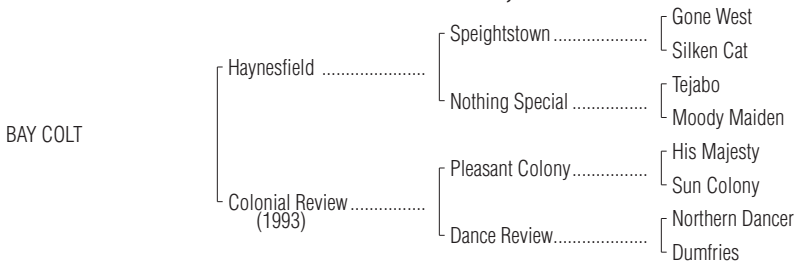 Gone West
Speightstown ....................
Silken Cat
Haynesfield ......................
Tejabo
Nothing Special ................
Moody Maiden
BAY COLT
His Majesty
Pleasant Colony................
Sun Colony
Colonial Review................
(1993)
Northern Dancer
Dance Review....................
Dumfries